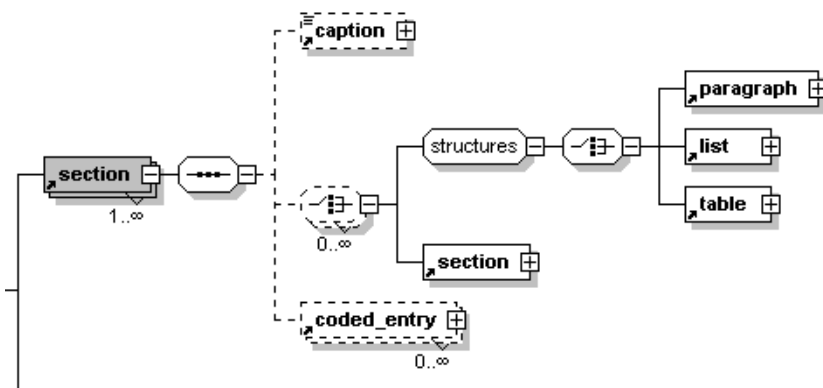 caption
paragraph
structures
list
section
1..∞
table
0..∞
section
coded_entry
0..∞